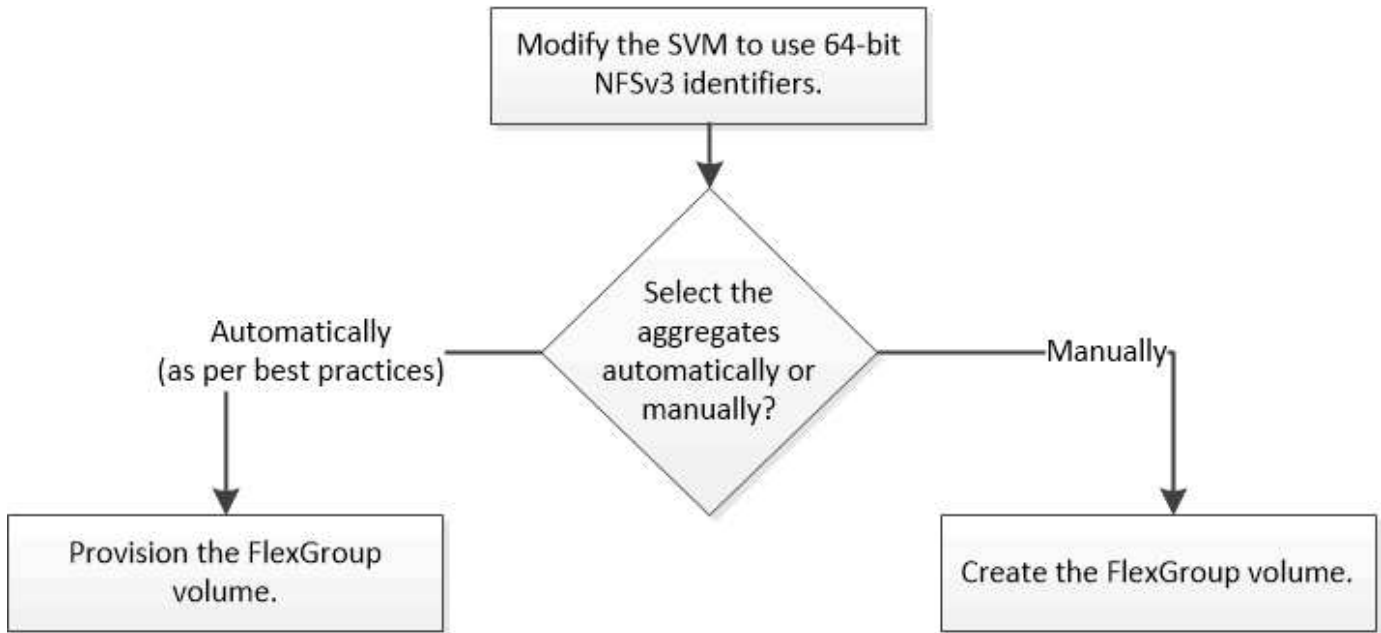 Modify the SVM to use 64-bit
NFSv3 identifiers.
Select the
aggregates
automatically or
manually?
Automatically
(as per best practices)
Manually
Provision the FlexGroup
volume.
Create the FlexGroup volume.